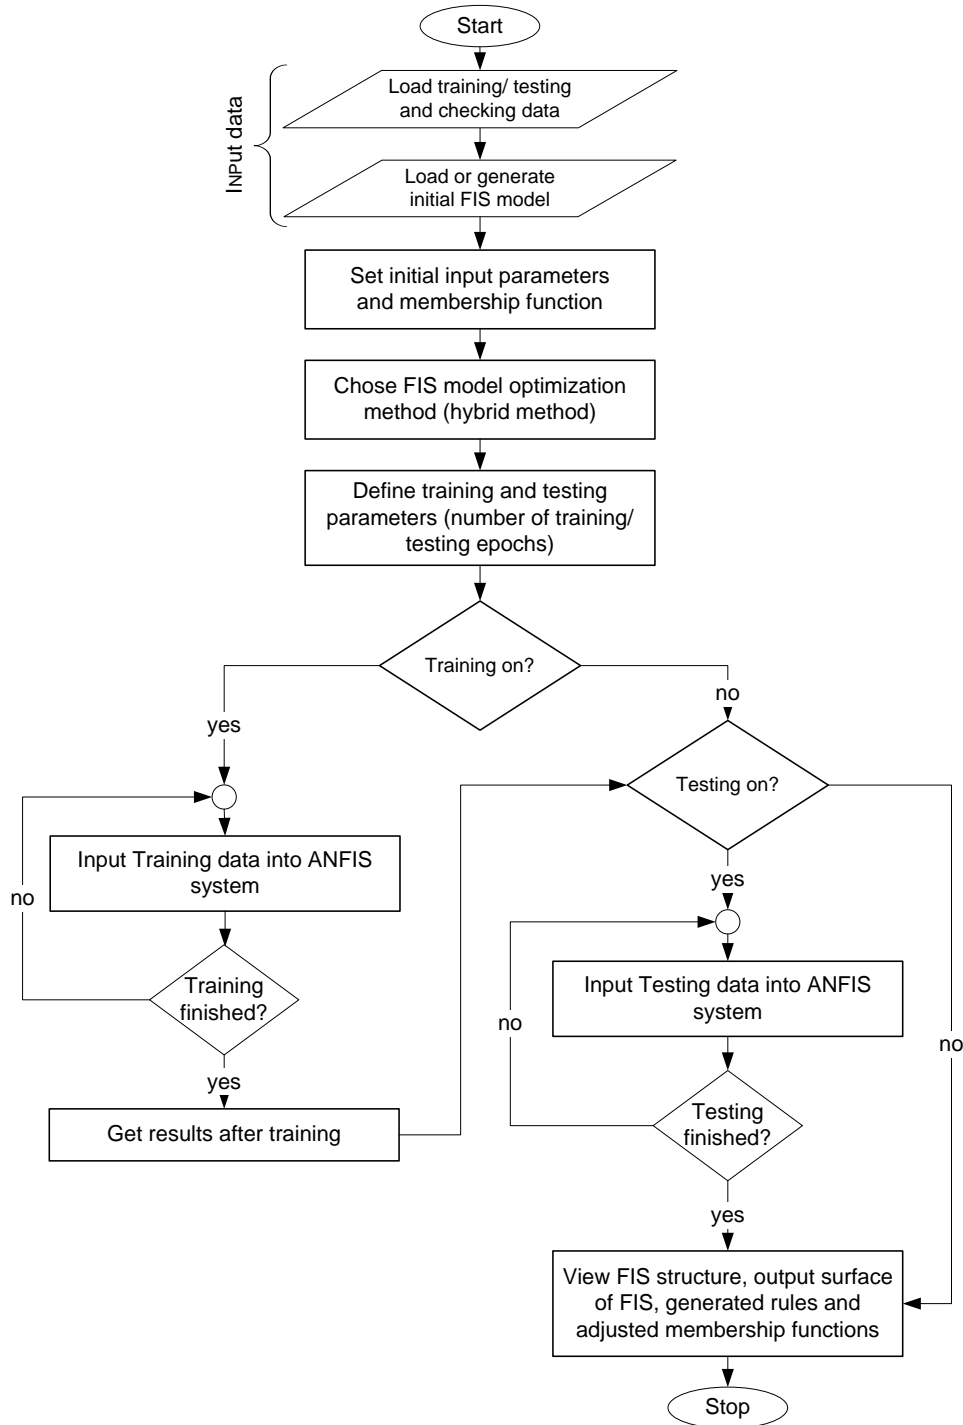 Start
Load training/ testing
and checking data
INPut data
Load or generate
initial FIS model
Set initial input parameters
and membership function
Chose FIS model optimization
method (hybrid method)
Define training and testing
parameters (number of training/
testing epochs)
Training on?
no
yes
Testing on?
Input Training data into ANFIS
system
no
yes
Training
finished?
Input Testing data into ANFIS
system
no
no
yes
Get results after training
Testing
finished?
yes
View FIS structure, output surface
of FIS, generated rules and
adjusted membership functions
Stop